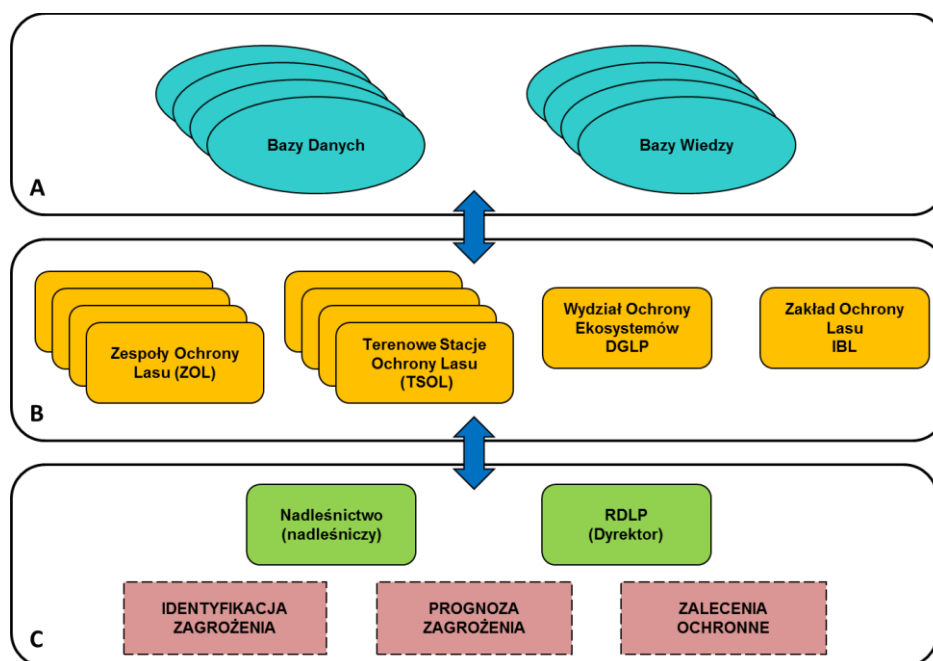 Bazy Danych
Bazy Wiedzy
A
Zespoły Ochrony
Lasu (ZOL)
Terenowe Stacje
Ochrony Lasu
(TSOL)
Wydział Ochrony
Ekosystemów
DGLP
Zakład Ochrony
Lasu
IBL
B
Nadleśnictwo
(nadleśniczy)
RDLP
(Dyrektor)
IDENTYFIKACJA
ZAGROŻENIA
PROGNOZA
ZAGROŻENIA
ZALECENIA
OCHRONNE
C